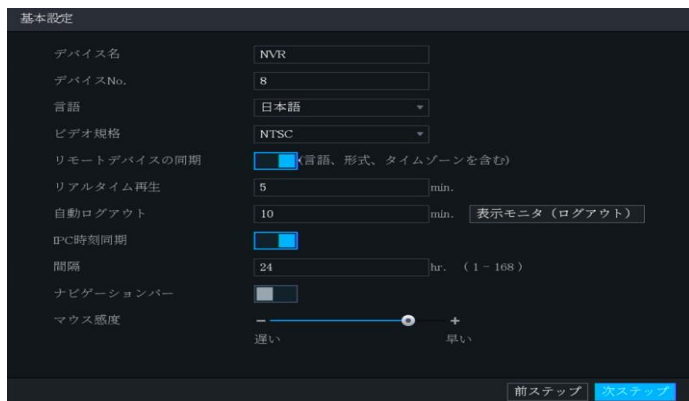 基本設定
デバイス名 NVR
デバイスNo. 8
言語 日本語
ビデオ規格 NTSC
リモートデバイスの同期 (言語、形式、タイムゾーンを含む)
リアルタイム再生 5 min.
自動ログアウト 10 min. 表示モニタ（ログアウト）
IPC時刻同期
間隔 24 hr. (1-168)
ナビゲーションバー
マウス感度 − +
遅い 早い
前ステップ 次ステップ